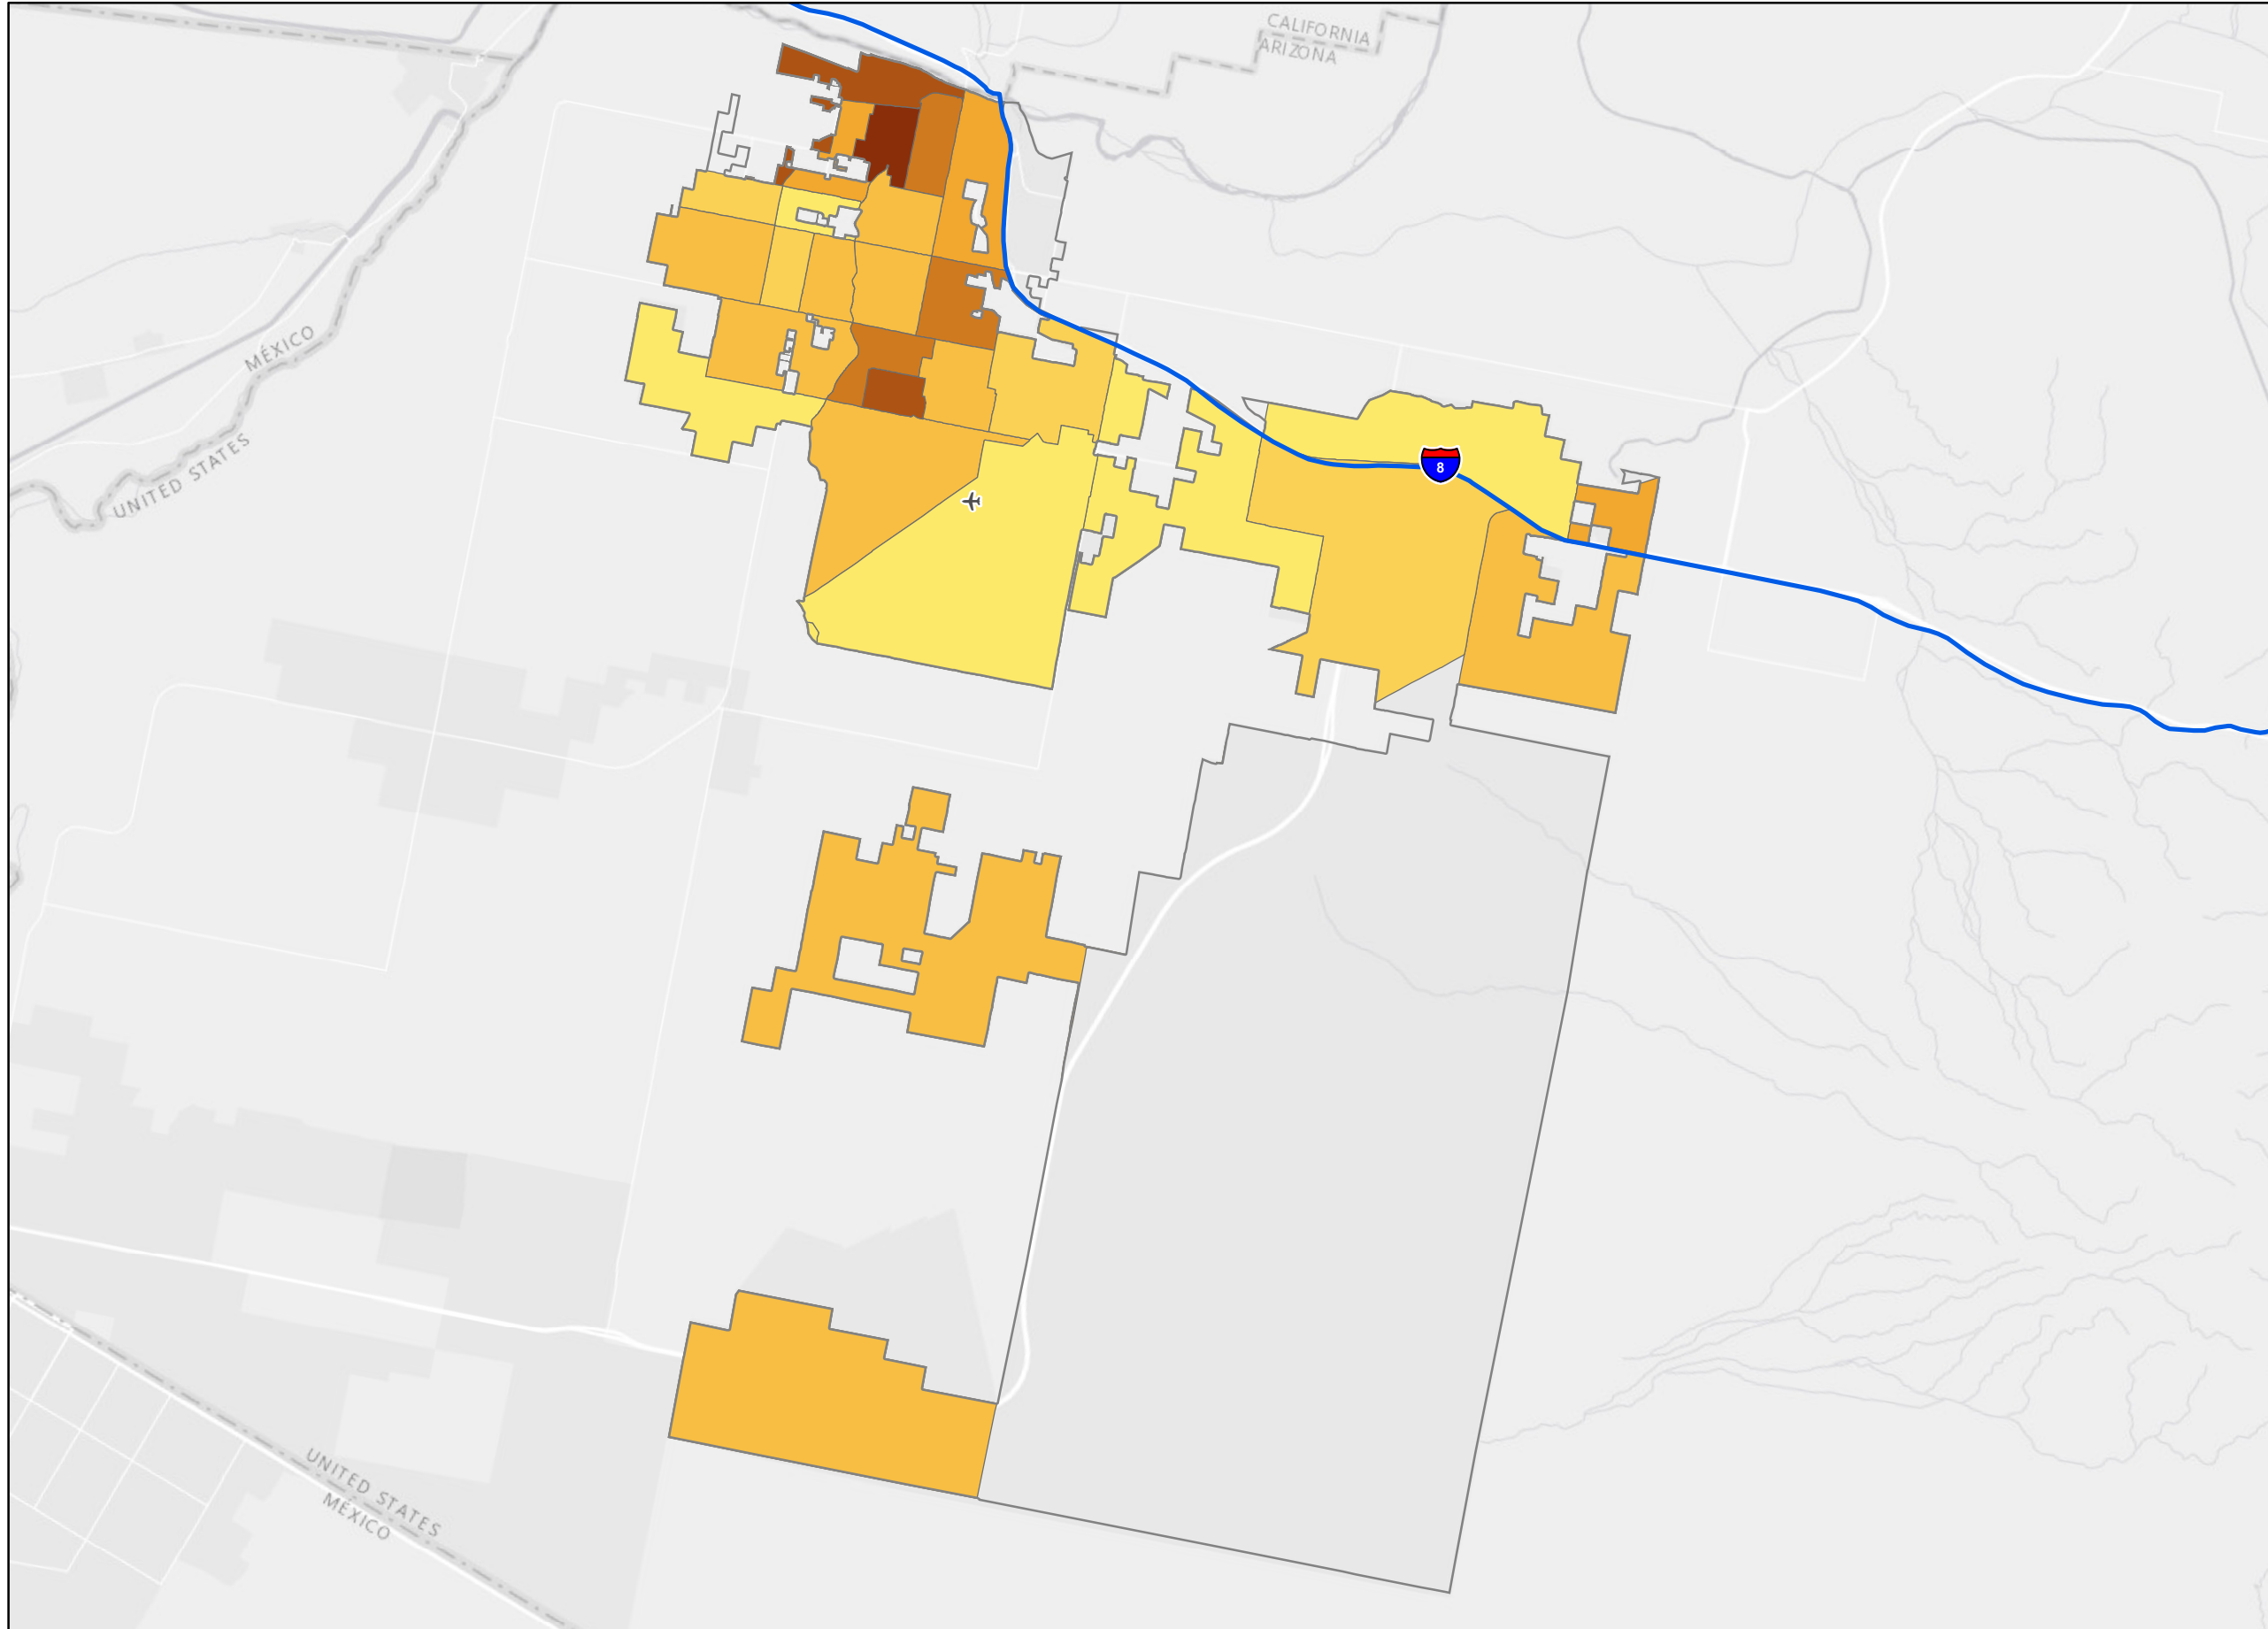 CALIFORNIA
ARIZONA
MÉXICO
UNITED STATES
8
UNITED STATES
MÉXICO